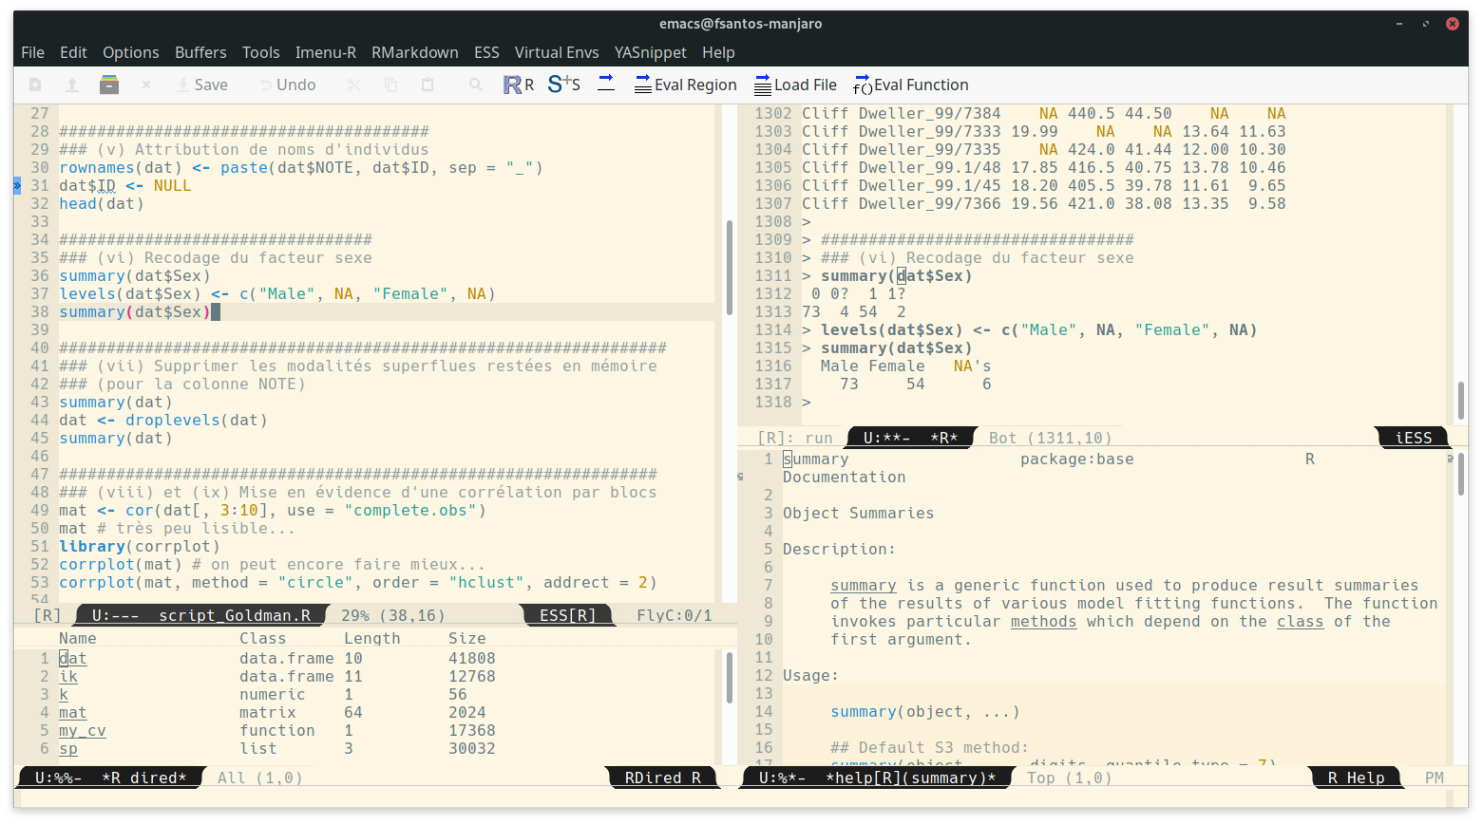 emacs@fsantos-manjaro
File Edit Options Buffers Tools Imenu-R RMarkdown ESS Virtual Envs YASnippet Help
Save Undo R S Eval Region Load File Eval Function
27
28 #######################################
29 ### (v) Attribution de noms d'individus
30 rownames(dat) <- paste(dat$NOTE, dat$ID, sep = "_")
31 dat$ID <- NULL
32 head(dat)
33
34 #################################
35 ### (vi) Recodage du facteur sexe
36 summary(dat$Sex)
37 levels(dat$Sex) <- c("Male", NA, "Female", NA)
38 summary(dat$Sex)
39
40 ################################################################
41 ### (vii) Supprimer les modalités superflues restées en mémoire
42 ### (pour la colonne NOTE)
43 summary(dat)
44 dat <- droplevels(dat)
45 summary(dat)
46
47 ###############################################################
48 ### (viii) et (ix) Mise en évidence d'une corrélation par blocs
49 mat <- cor(dat[, 3:10], use = "complete.obs")
50 mat # très peu lisible...
51 library(corrplot)
52 corrplot(mat) # on peut encore faire mieux...
53 corrplot(mat, method = "circle", order = "hclust", addrect = 2)
54
[R] U:--- script_Goldman.R 29% (38,16) ESS[R] FlyC:0/1
Name Class Length Size
1 dat data.frame 10 41808
2 ik data.frame 11 12768
3 k numeric 1 56
4 mat matrix 64 2024
5 my_cv function 1 17368
6 sp list 3 30032
U:%%- *R dired* All (1,0) RDired R
1302 Cliff Dweller_99/7384 NA 440.5 44.50 NA NA
1303 Cliff Dweller_99/7333 19.99 NA NA 13.64 11.63
1304 Cliff Dweller_99/7335 NA 424.0 41.44 12.00 10.30
1305 Cliff Dweller_99.1/48 17.85 416.5 40.75 13.78 10.46
1306 Cliff Dweller_99.1/45 18.20 405.5 39.78 11.61 9.65
1307 Cliff Dweller_99/7366 19.56 421.0 38.08 13.35 9.58
1308 >
1309 > #################################
1310 > ### (vi) Recodage du facteur sexe
1311 > summary(dat$Sex)
1312 0 0? 1 1?
1313 73 4 54 2
1314 > levels(dat$Sex) <- c("Male", NA, "Female", NA)
1315 > summary(dat$Sex)
1316 Male Female NA's
1317 73 54 6
1318 >
[R]: run U:**- *R* Bot (1311,10) iESS
1 summary package:base R
Documentation
2
3 Object Summaries
4
5 Description:
6
7 summary is a generic function used to produce result summaries
8 of the results of various model fitting functions. The function
9 invokes particular methods which depend on the class of the
10 first argument.
11
12 Usage:
13
14 summary(object, ...)
15
16 ## Default S3 method:
17 summary(object, ..., digits, quantile.type = 7)
U:%*- *help[R](summary)* Top (1,0) R Help PM